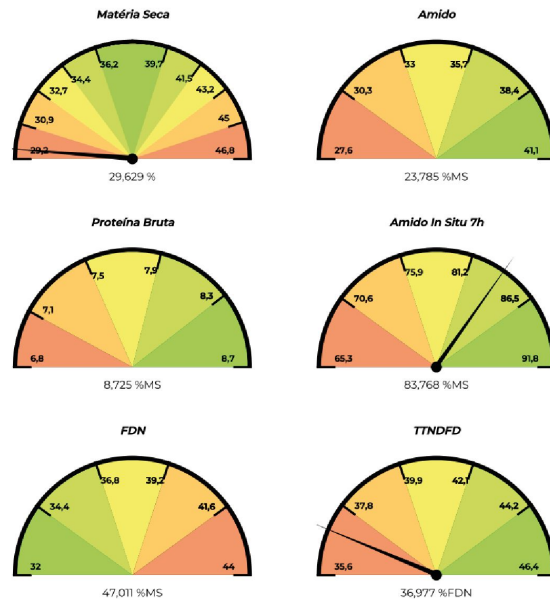 Matéria Seca
36,2 39,7
34,4 41,5
32,7 43,2
30,9 45
29,2 46,8
29,629 %
Amido
33 35,7
30,3 38,4
27,6 41,1
23,785 %MS
Proteína Bruta
7,5 7,9
7,1 8,3
6,8 8,7
8,725 %MS
Amido In Situ 7h
75,9 81,2
70,6 86,5
65,3 91,8
83,768 %MS
FDN
36,8 39,2
34,4 41,6
32 44
47,011 %MS
TTNDFD
39,9 42,1
37,8 44,2
35,6 46,4
36,977 %FDN